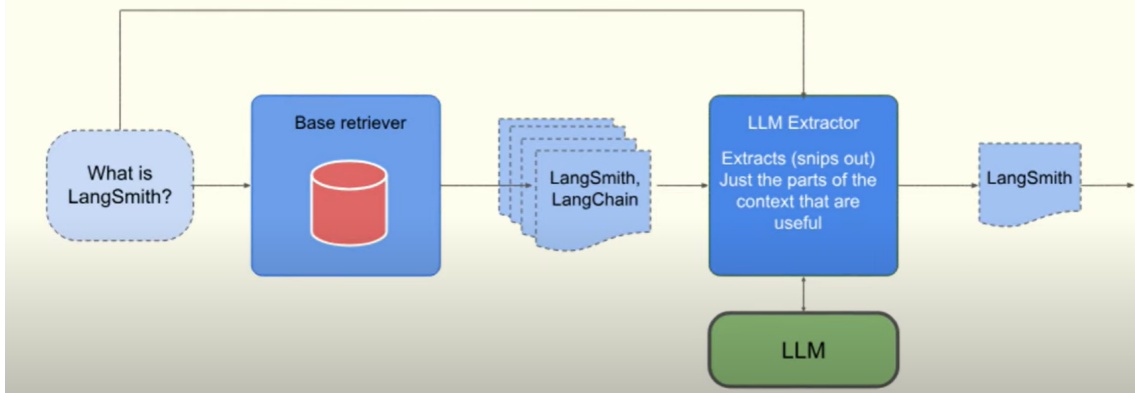 What is
LangSmith?
Base retriever
LangSmith,
LangChain
LLM Extractor
Extracts (snips out)
Just the parts of the
context that are
useful
LangSmith
LLM